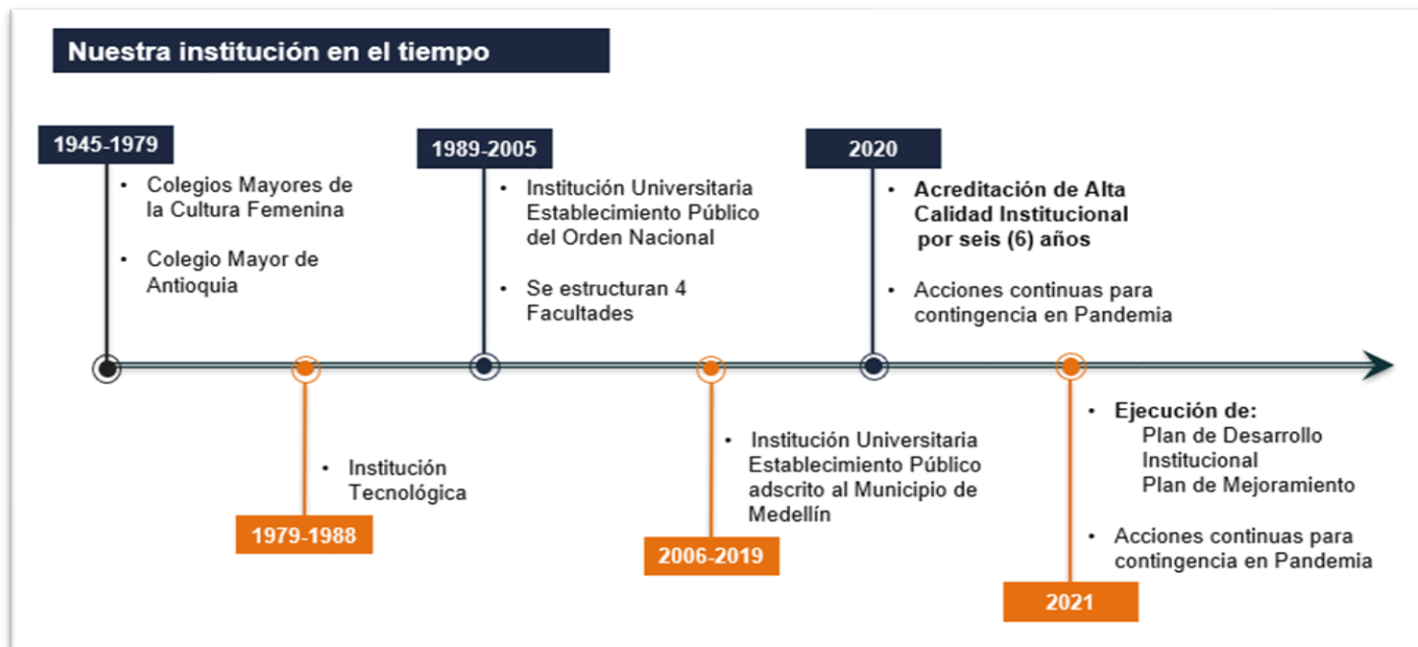 Nuestra institución en el tiempo
1945-1979
• Colegios Mayores de
la Cultura Femenina
• Colegio Mayor de
Antioquia
1979-1988
• Institución
Tecnológica
1989-2005
• Institución Universitaria
Establecimiento Público
del Orden Nacional
• Se estructuran 4
Facultades
2006-2019
• Institución Universitaria
Establecimiento Público
adscrito al Municipio de
Medellín
2020
• Acreditación de Alta
Calidad Institucional
por seis (6) años
• Acciones continuas para
contingencia en Pandemia
2021
• Ejecución de:
Plan de Desarrollo
Institucional
Plan de Mejoramiento
• Acciones continuas para
contingencia en Pandemia